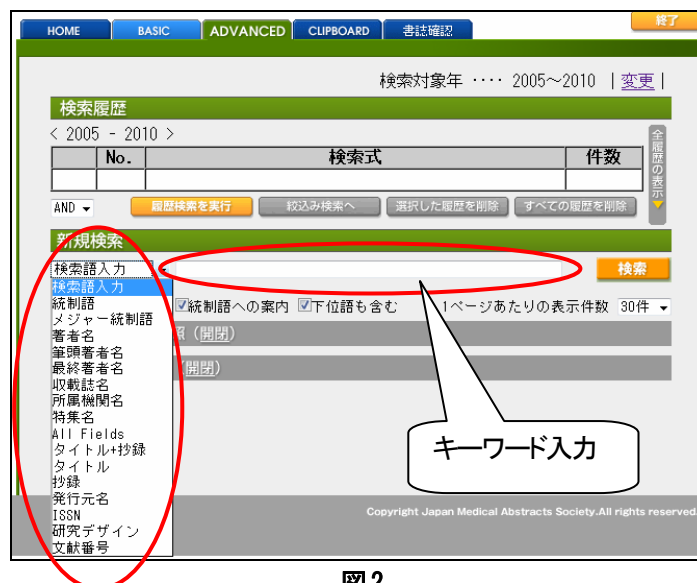 HOME BASIC ADVANCED CLIPBOARD 書誌確認 終了
検索対象年 ‥‥ 2005～2010 | 変更 |
検索履歴
< 2005 - 2010 >
No. 検索式 件数
全履歴の表示
AND 履歴検索を実行 絞込み検索へ 選択した履歴を削除 すべての履歴を削除
新規検索
検索語入力 検索
検索語入力
統制語 統制語への案内 下位語も含む 1ページあたりの表示件数 30件
メジャー統制語
著者名 (開閉)
筆頭著者名
最終著者名 (開閉)
収載誌名
所属機関名
特集名
All Fields
タイトル+抄録
タイトル
抄録
発行元名
ISSN
研究デザイン
文献番号
キーワード入力
Copyright Japan Medical Abstracts Society.All rights reserved.
図2